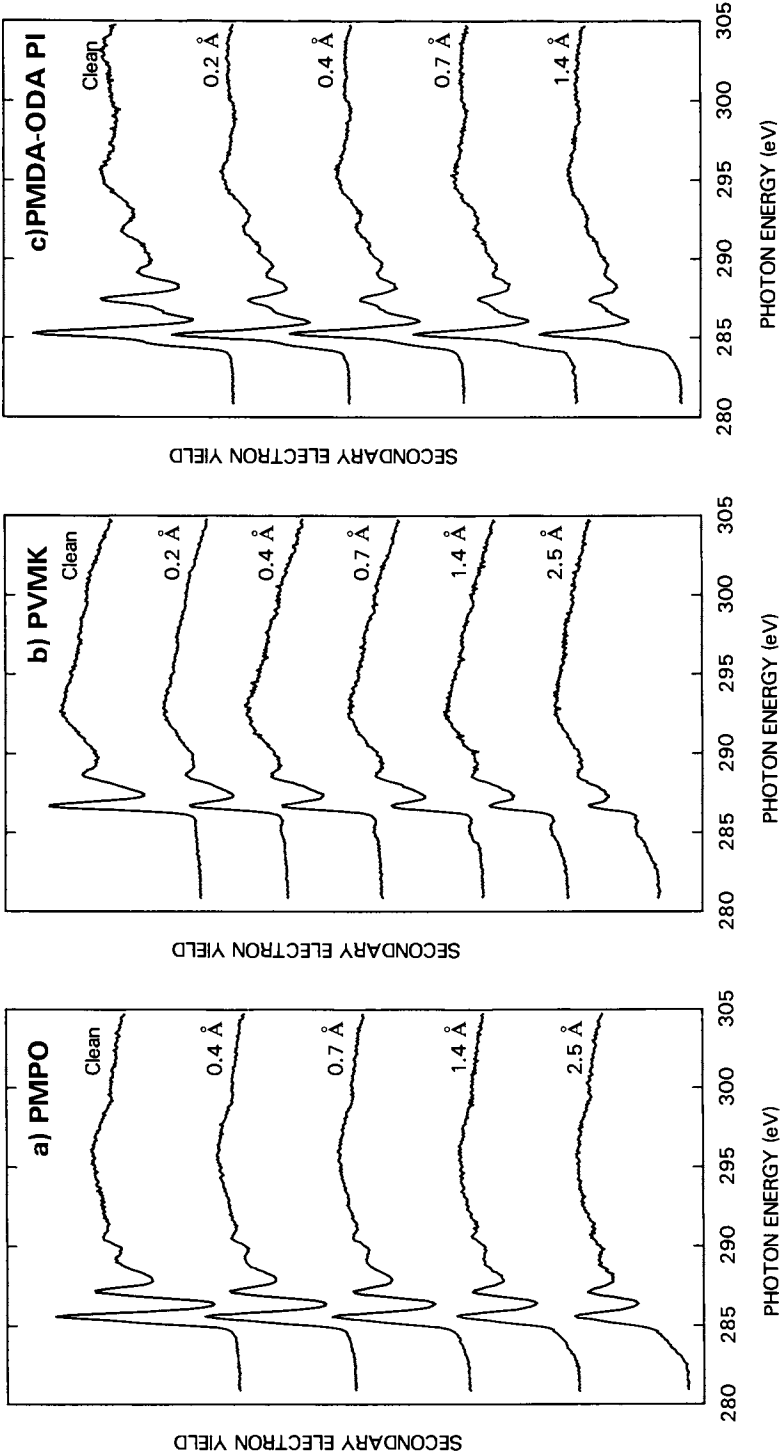 a) PMPO
Clean
0.4 Å
0.7 Å
1.4 Å
2.5 Å
280 285 290 295 300 305
PHOTON ENERGY (eV)
SECONDARY ELECTRON YIELD
b) PVMK
Clean
0.2 Å
0.4 Å
0.7 Å
1.4 Å
2.5 Å
280 285 290 295 300 305
PHOTON ENERGY (eV)
SECONDARY ELECTRON YIELD
c)PMDA-ODA PI
Clean
0.2 Å
0.4 Å
0.7 Å
1.4 Å
280 285 290 295 300 305
PHOTON ENERGY (eV)
SECONDARY ELECTRON YIELD